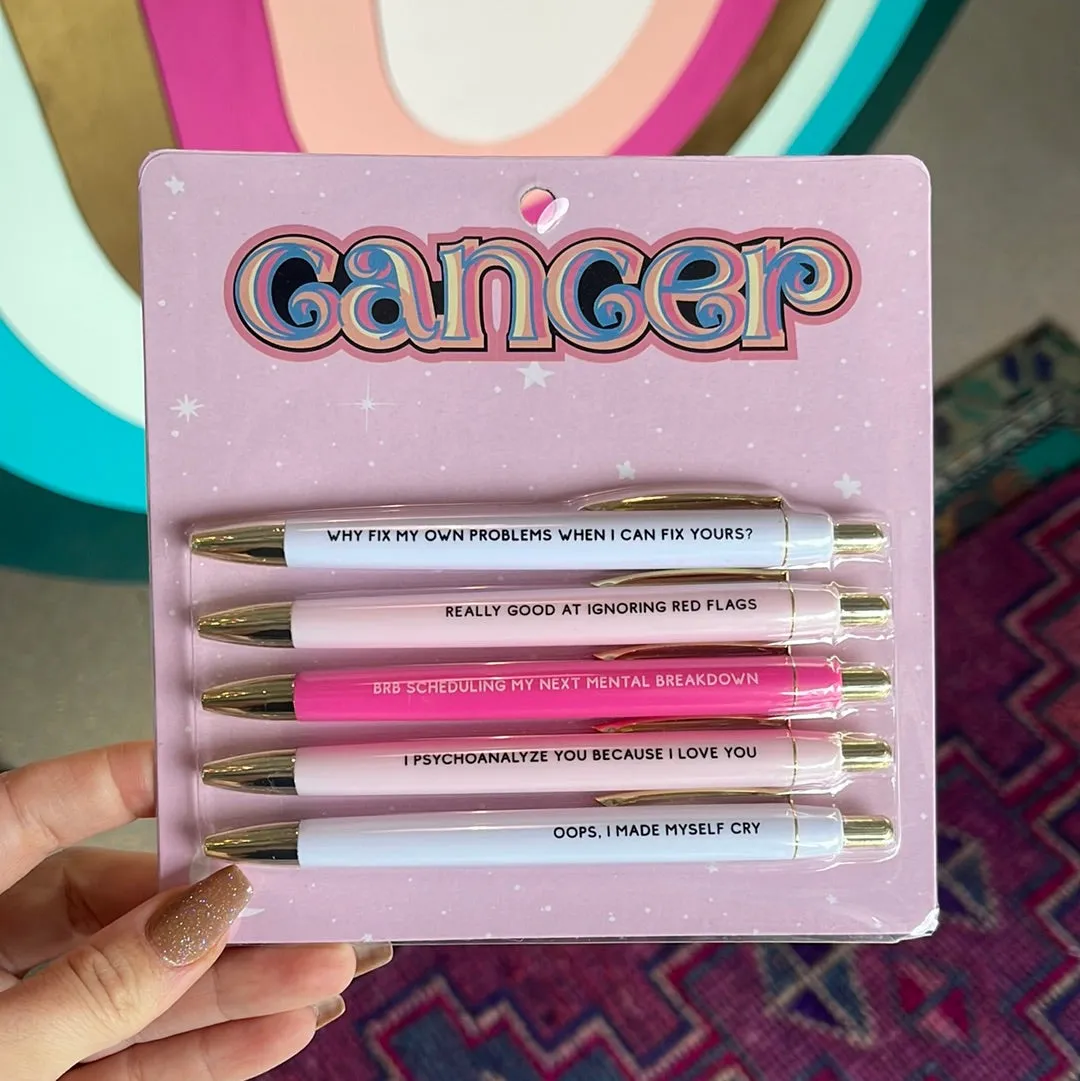 cancer
WHY FIX MY OWN PROBLEMS WHEN I CAN FIX YOURS?
REALLY GOOD AT IGNORING RED FLAGS
BRB SCHEDULING MY NEXT MENTAL BREAKDOWN
I PSYCHOANALYZE YOU BECAUSE I LOVE YOU
OOPS, I MADE MYSELF CRY